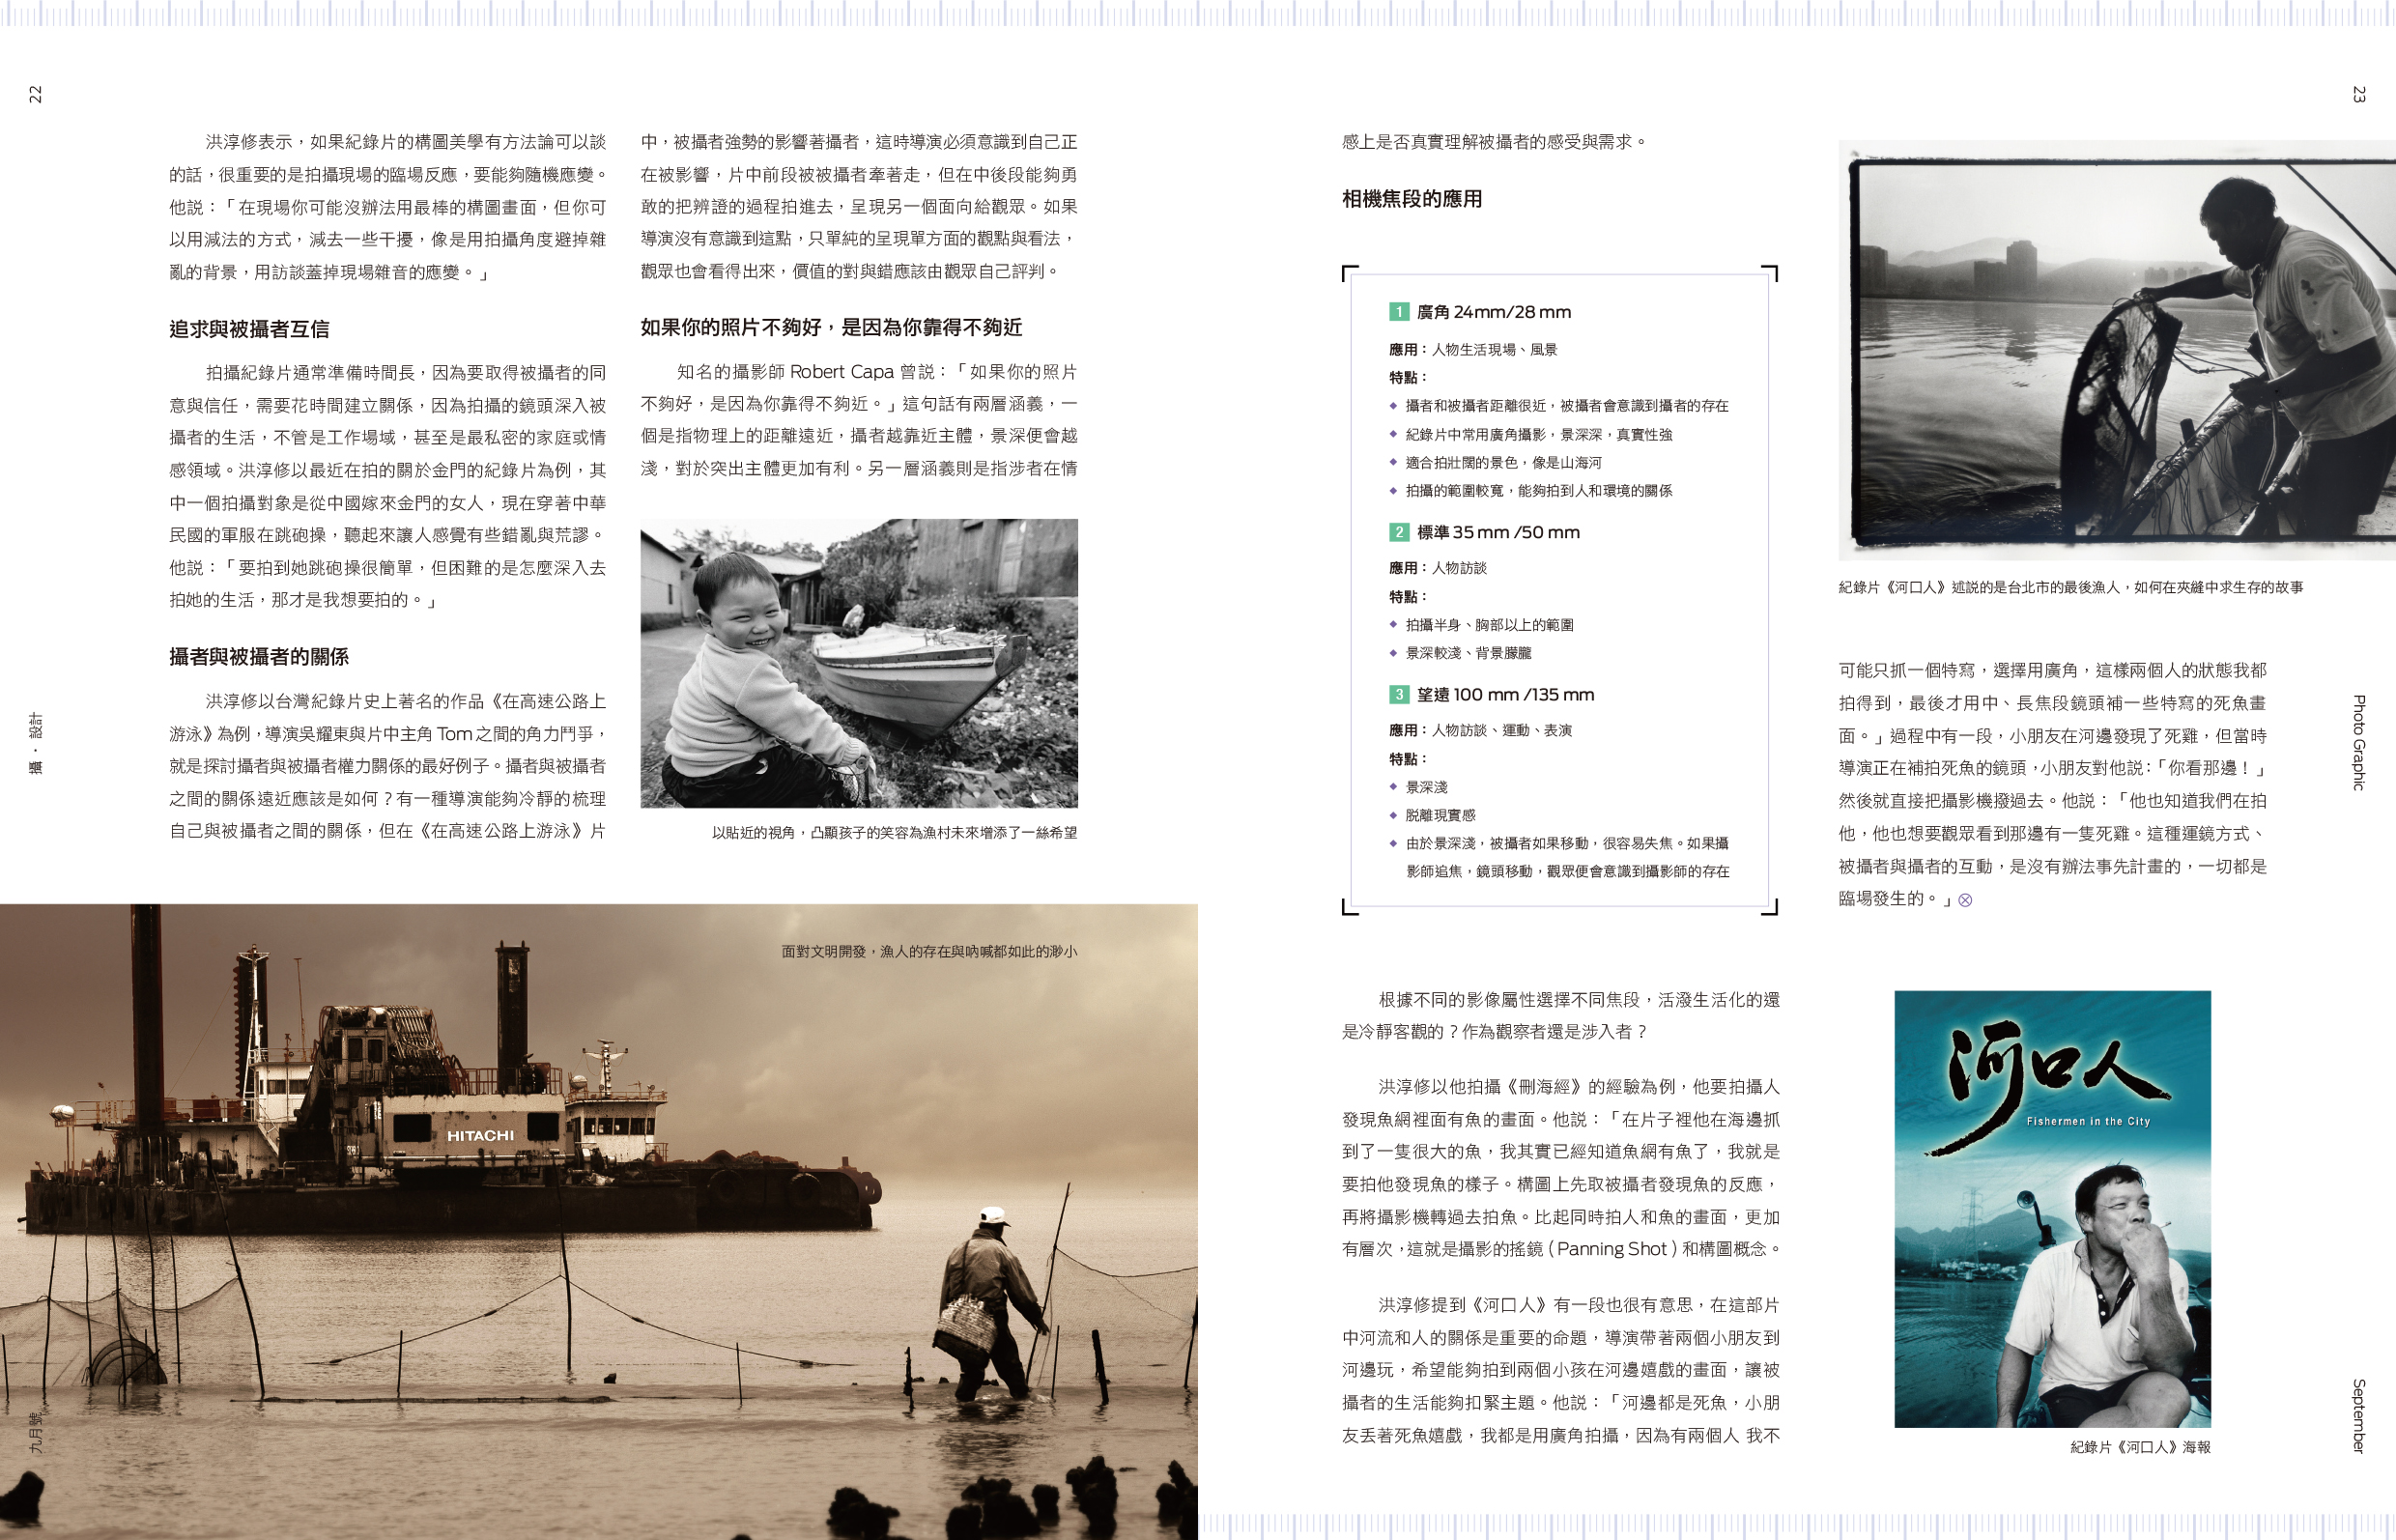 22
洪淳修表示，如果紀錄片的構圖美學有方法論可以談
的話，很重要的是拍攝現場的臨場反應，要能夠隨機應變。
他說：「在現場你可能沒辦法用最棒的構圖畫面，但你可
以用減法的方式，減去一些干擾，像是用拍攝角度避掉雜
亂的背景，用訪談蓋掉現場雜音的應變。」
追求與被攝者互信
拍攝紀錄片通常準備時間長，因為要取得被攝者的同
意與信任，需要花時間建立關係，因為拍攝的鏡頭深入被
攝者的生活，不管是工作場域，甚至是最私密的家庭或情
感領域。洪淳修以最近在拍的關於金門的紀錄片為例，其
中一個拍攝對象是從中國嫁來金門的女人，現在穿著中華
民國的軍服在跳砲操，聽起來讓人感覺有些錯亂與荒謬。
他說：「要拍到她跳砲操很簡單，但困難的是怎麼深入去
拍她的生活，那才是我想要拍的。」
攝者與被攝者的關係
洪淳修以台灣紀錄片史上著名的作品《在高速公路上
游泳》為例，導演吳耀東與片中主角 Tom 之間的角力鬥爭，
就是探討攝者與被攝者權力關係的最好例子。攝者與被攝者
之間的關係遠近應該是如何？有一種導演能夠冷靜的梳理
自己與被攝者之間的關係，但在《在高速公路上游泳》片
中，被攝者強勢的影響著攝者，這時導演必須意識到自己正
在被影響，片中前段被被攝者牽著走，但在中後段能夠勇
敢的把辨證的過程拍進去，呈現另一個面向給觀眾。如果
導演沒有意識到這點，只單純的呈現單方面的觀點與看法，
觀眾也會看得出來，價值的對與錯應該由觀眾自己評判。
如果你的照片不夠好，是因為你靠得不夠近
知名的攝影師 Robert Capa 曾說：「如果你的照片
不夠好，是因為你靠得不夠近。」這句話有兩層涵義，一
個是指物理上的距離遠近，攝者越靠近主體，景深便會越
淺，對於突出主體更加有利。另一層涵義則是指涉者在情
以貼近的視角，凸顯孩子的笑容為漁村未來增添了一絲希望
攝・設計
面對文明開發，漁人的存在與吶喊都如此的渺小
HITACHI
九月號
23
感上是否真實理解被攝者的感受與需求。
相機焦段的應用
1 廣角 24mm/28 mm
應用：人物生活現場、風景
特點：
◆ 攝者和被攝者距離很近，被攝者會意識到攝者的存在
◆ 紀錄片中常用廣角攝影，景深深，真實性強
◆ 適合拍壯闊的景色，像是山海河
◆ 拍攝的範圍較寬，能夠拍到人和環境的關係
2 標準 35 mm /50 mm
應用：人物訪談
特點：
◆ 拍攝半身、胸部以上的範圍
◆ 景深較淺、背景朦朧
3 望遠 100 mm /135 mm
應用：人物訪談、運動、表演
特點：
◆ 景深淺
◆ 脫離現實感
◆ 由於景深淺，被攝者如果移動，很容易失焦。如果攝
影師追焦，鏡頭移動，觀眾便會意識到攝影師的存在
根據不同的影像屬性選擇不同焦段，活潑生活化的還
是冷靜客觀的？作為觀察者還是涉入者？
洪淳修以他拍攝《刪海經》的經驗為例，他要拍攝人
發現魚網裡面有魚的畫面。他說：「在片子裡他在海邊抓
到了一隻很大的魚，我其實已經知道魚網有魚了，我就是
要拍他發現魚的樣子。構圖上先取被攝者發現魚的反應，
再將攝影機轉過去拍魚。比起同時拍人和魚的畫面，更加
有層次，這就是攝影的搖鏡（Panning Shot）和構圖概念。
洪淳修提到《河口人》有一段也很有意思，在這部片
中河流和人的關係是重要的命題，導演帶著兩個小朋友到
河邊玩，希望能夠拍到兩個小孩在河邊嬉戲的畫面，讓被
攝者的生活能夠扣緊主題。他說：「河邊都是死魚，小朋
友丟著死魚嬉戲，我都是用廣角拍攝，因為有兩個人 我不
紀錄片《河口人》述說的是台北市的最後漁人，如何在夾縫中求生存的故事
可能只抓一個特寫，選擇用廣角，這樣兩個人的狀態我都
拍得到，最後才用中、長焦段鏡頭補一些特寫的死魚畫
面。」過程中有一段，小朋友在河邊發現了死雞，但當時
導演正在補拍死魚的鏡頭，小朋友對他說：「你看那邊！」
然後就直接把攝影機撥過去。他說：「他也知道我們在拍
他，他也想要觀眾看到那邊有一隻死雞。這種運鏡方式、
被攝者與攝者的互動，是沒有辦法事先計畫的，一切都是
臨場發生的。」
河口人
Fishermen in the City
紀錄片《河口人》海報
Photo Graphic
September